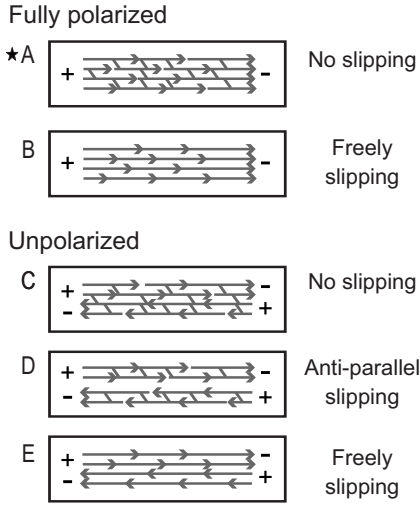 Fully polarized
★A
+
-
No slipping
B
+
-
Freely
slipping
Unpolarized
C
+
-
-
+
No slipping
D
+
-
-
+
Anti-parallel
slipping
E
+
-
-
+
Freely
slipping